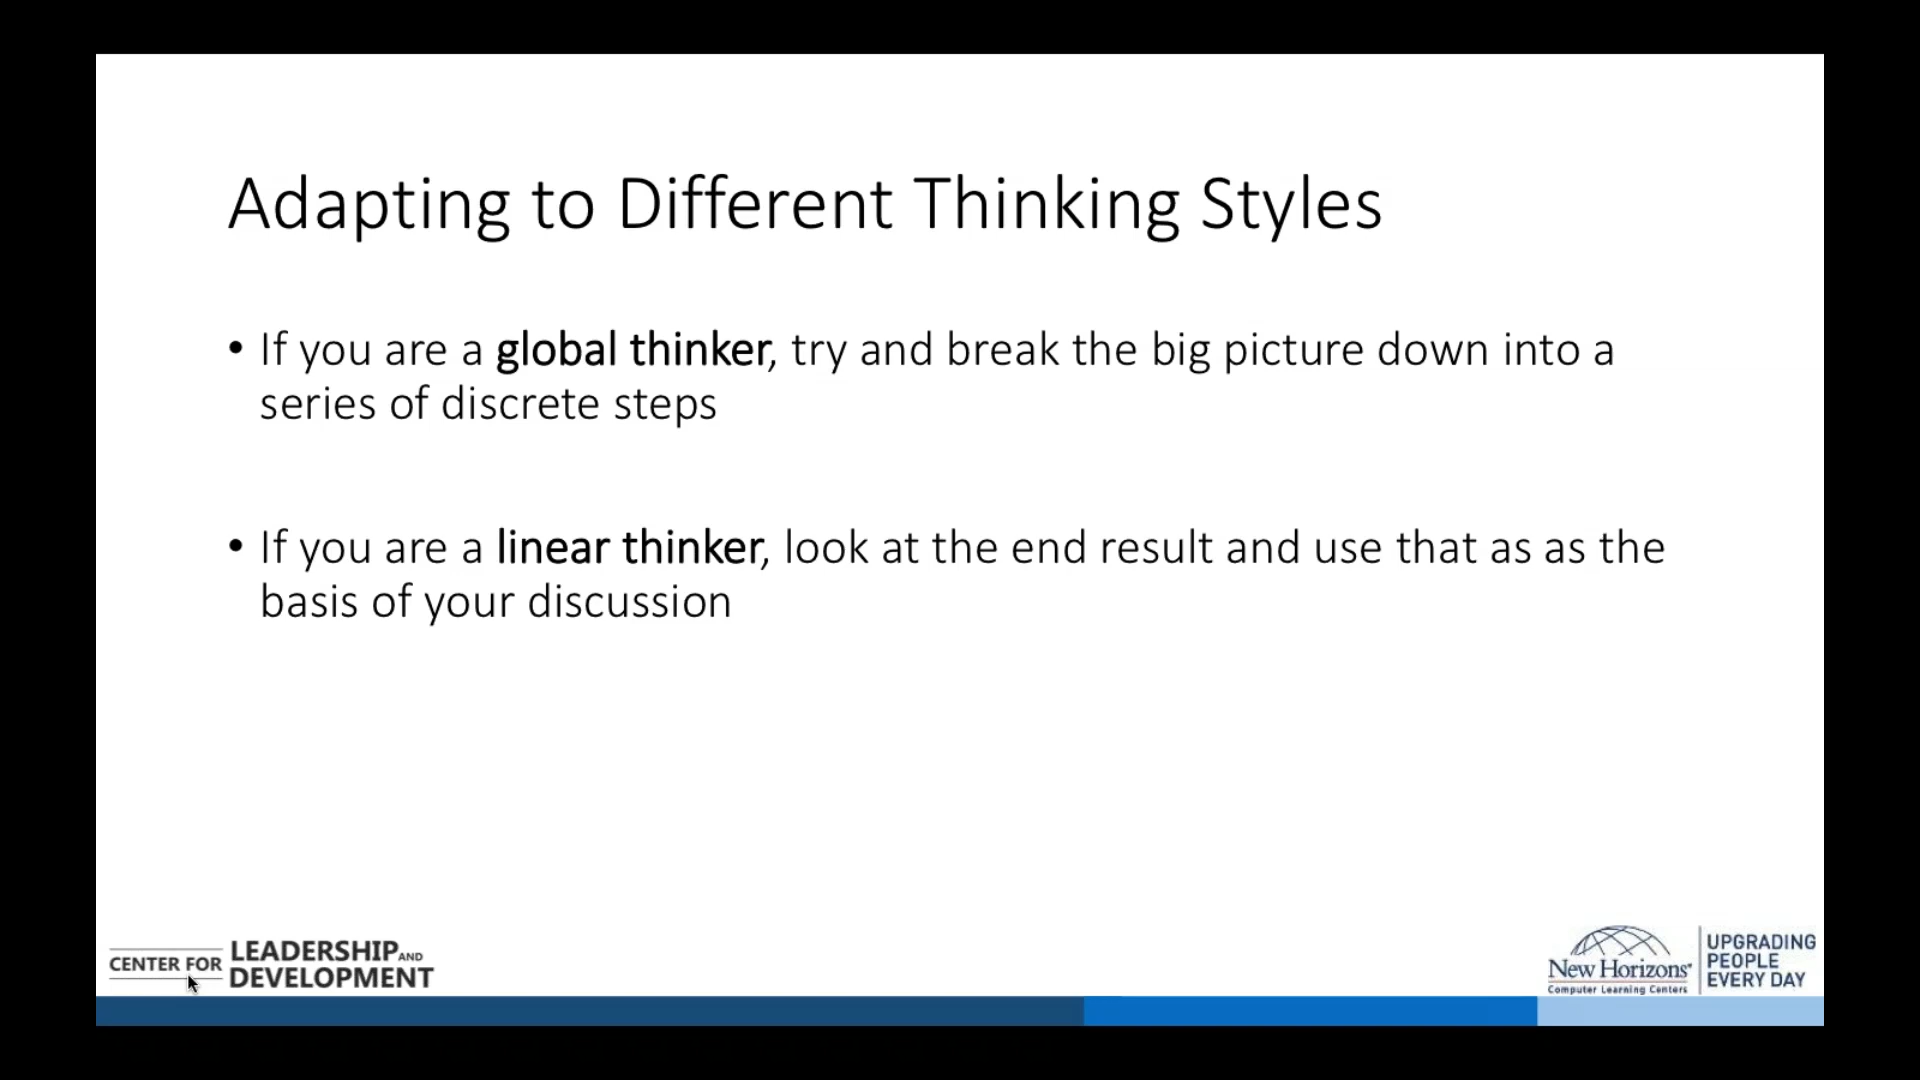 Adapting to Different Thinking Styles
• If you are a global thinker, try and break the big picture down into a
series of discrete steps
• If you are a linear thinker, look at the end result and use that as as the
basis of your discussion
CENTER FOR LEADERSHIP AND
DEVELOPMENT
New Horizons®
Computer Learning Centers
UPGRADING
PEOPLE
EVERY DAY